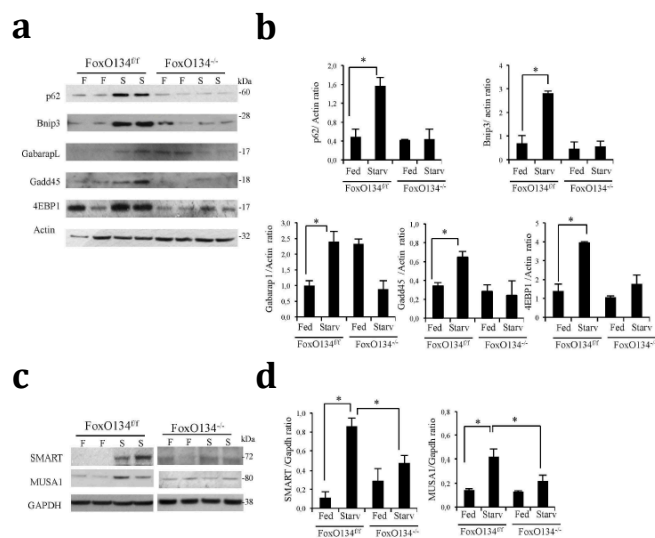 a
FoxO134f/f FoxO134-/-
F F S S F F S S kDa
p62 -60
Bnip3 -28
GabarapL -17
Gadd45 -18
4EBP1 -17
Actin -32
b
p62/ Actin ratio
2,0
1,6
1,2
0,8
0,4
0,0
*
Fed Starv Fed Starv
FoxO134f/f FoxO134-/-
Bnip3/ actin ratio
4
3
2
1
0
*
Fed Starv Fed Starv
FoxO134f/f FoxO134-/-
Gabarap1/Actin ratio
3,0
2,0
1,0
0,0
*
Fed Starv Fed Starv
FoxO134f/f FoxO134-/-
Gadd45 /Actin ratio
0,8
0,6
0,4
0,2
0,0
*
Fed Starv Fed Starv
FoxO134f/f FoxO134-/-
4EBP1/Actin ratio
5
4
3
2
1
0
*
Fed Starv Fed Starv
FoxO134f/f FoxO134-/-
c
FoxO134f/f FoxO134-/-
F F S S F F S S kDa
SMART -72
MUSA1 -80
GAPDH -38
d
SMART /Gapdh ratio
1,0
0,8
0,6
0,4
0,2
0,0
* *
Fed Starv Fed Starv
FoxO134f/f FoxO134-/-
MUSA1/Gapdh ratio
0,6
0,4
0,2
0
* *
Fed Starv Fed Starv
FoxO134f/f FoxO134-/-